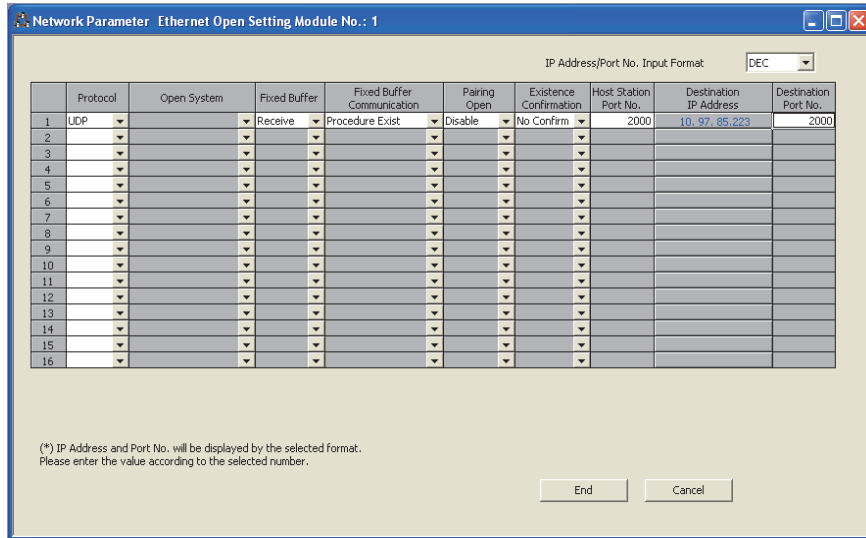 Network Parameter Ethernet Open Setting Module No.: 1
IP Address/Port No. Input Format DEC
Protocol Open System Fixed Buffer Fixed Buffer Communication Pairing Open Existence Confirmation Host Station Port No. Destination IP Address Destination Port No.
1 UDP Receive Procedure Exist Disable No Confirm 2000 10. 97. 85.223 2000
2
3
4
5
6
7
8
9
10
11
12
13
14
15
16
(*) IP Address and Port No. will be displayed by the selected format.
Please enter the value according to the selected number.
End Cancel